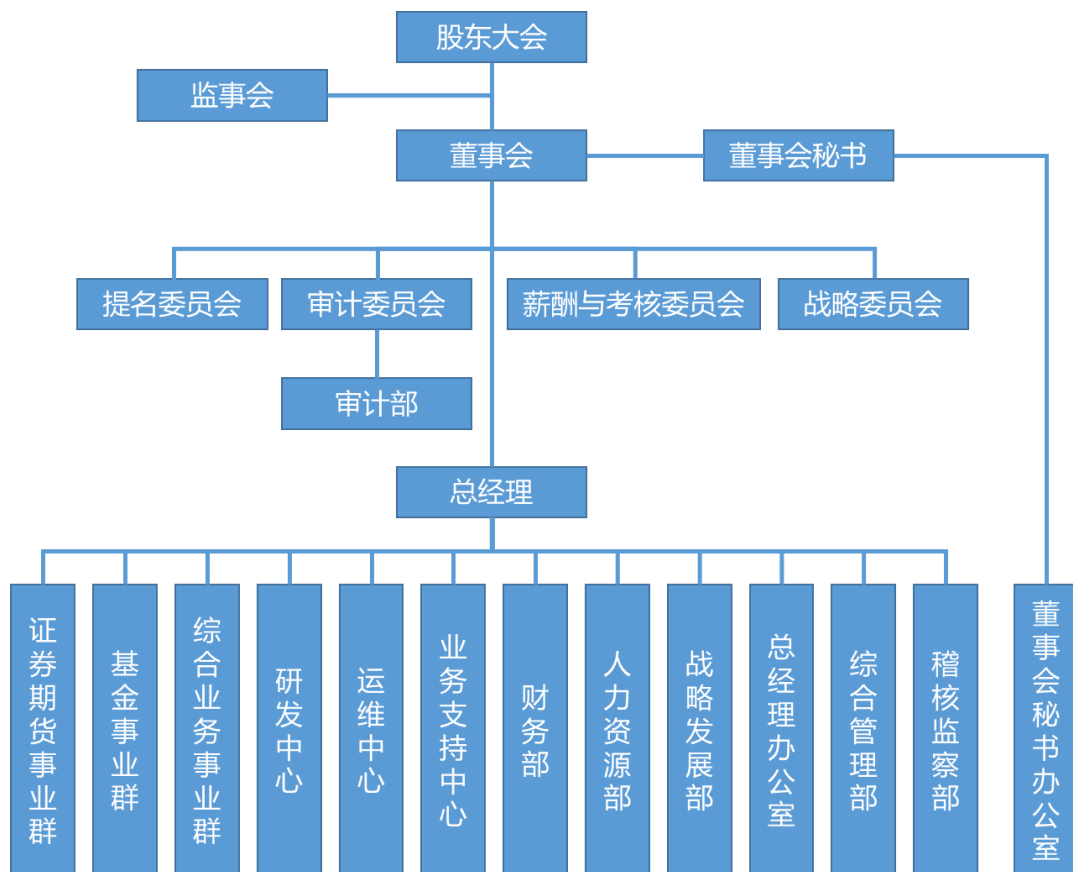 股东大会
监事会
董事会
董事会秘书
提名委员会
审计委员会
薪酬与考核委员会
战略委员会
审计部
总经理
证券期货事业群
基金事业群
综合业务事业群
研发中心
运维中心
业务支持中心
财务部
人力资源部
战略发展部
总经理办公室
综合管理部
稽核监察部
董事会秘书办公室